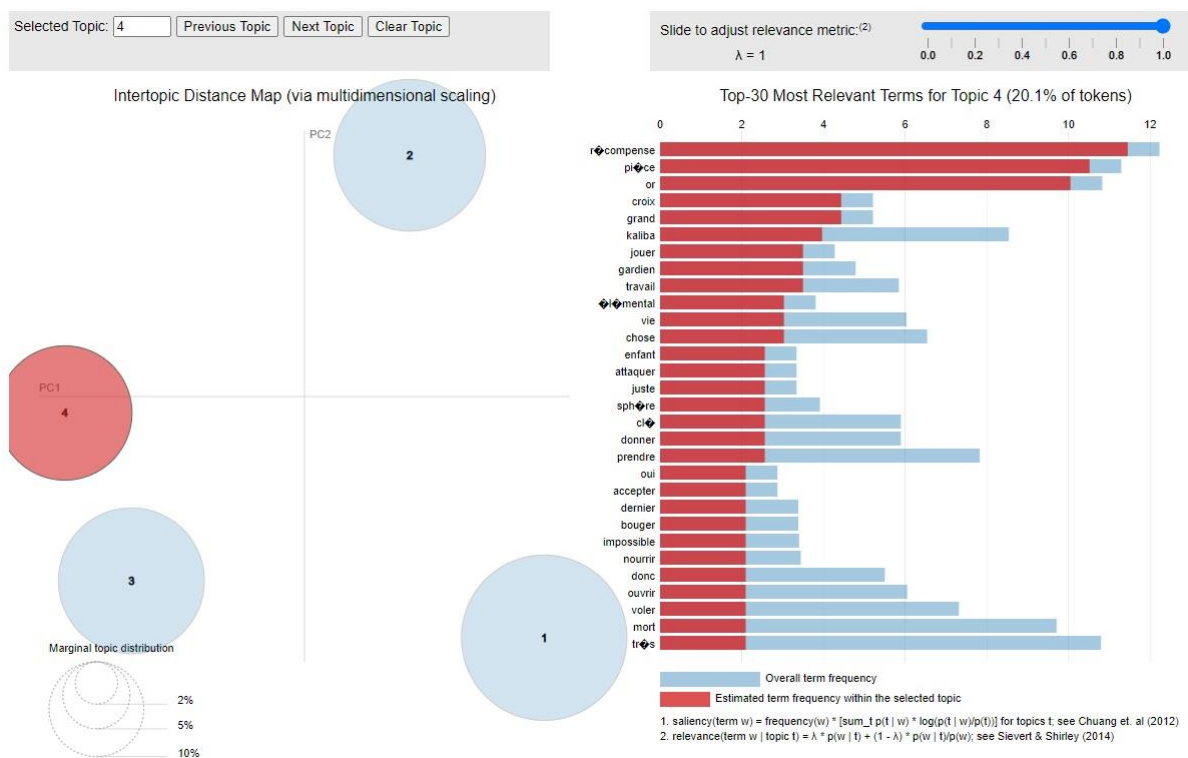 Selected Topic: 4 Previous Topic Next Topic Clear Topic
Slide to adjust relevance metric:(2)
λ = 1
0.0 0.2 0.4 0.6 0.8 1.0
Intertopic Distance Map (via multidimensional scaling)
PC2
PC1
2
4
3
1
Marginal topic distribution
2%
5%
10%
Top-30 Most Relevant Terms for Topic 4 (20.1% of tokens)
0 2 4 6 8 10 12
r�compense
pi�ce
or
croix
grand
kaliba
jouer
gardien
travail
�l�mental
vie
chose
enfant
attaquer
juste
sph�re
cl�
donner
prendre
oui
accepter
dernier
bouger
impossible
nourrir
donc
ouvrir
voler
mort
tr�s
Overall term frequency
Estimated term frequency within the selected topic
1. saliency(term w) = frequency(w) * [sum_t p(t | w) * log(p(t | w)/p(t))] for topics t; see Chuang et. al (2012)
2. relevance(term w | topic t) = λ * p(w | t) + (1 - λ) * p(w | t)/p(w); see Sievert & Shirley (2014)